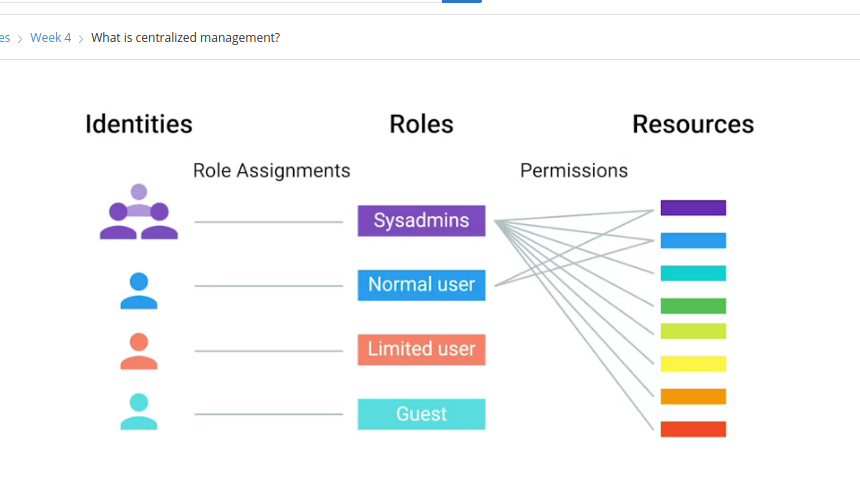 es > Week 4 > What is centralized management?
Identities Roles Resources
Role Assignments Permissions
Sysadmins
Normal user
Limited user
Guest